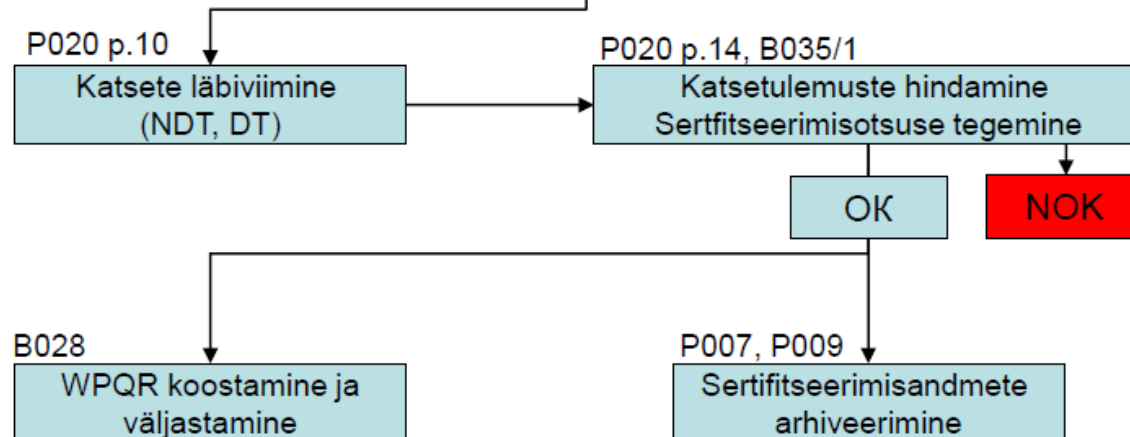 P020 p.10
Katsete läbiviimine
(NDT, DT)
P020 p.14, B035/1
Katsetulemuste hindamine
Sertfitseerimisotsuse tegemine
OK
NOK
B028
WPQR koostamine ja
väljastamine
P007, P009
Sertifitseerimisandmete
arhiveerimine